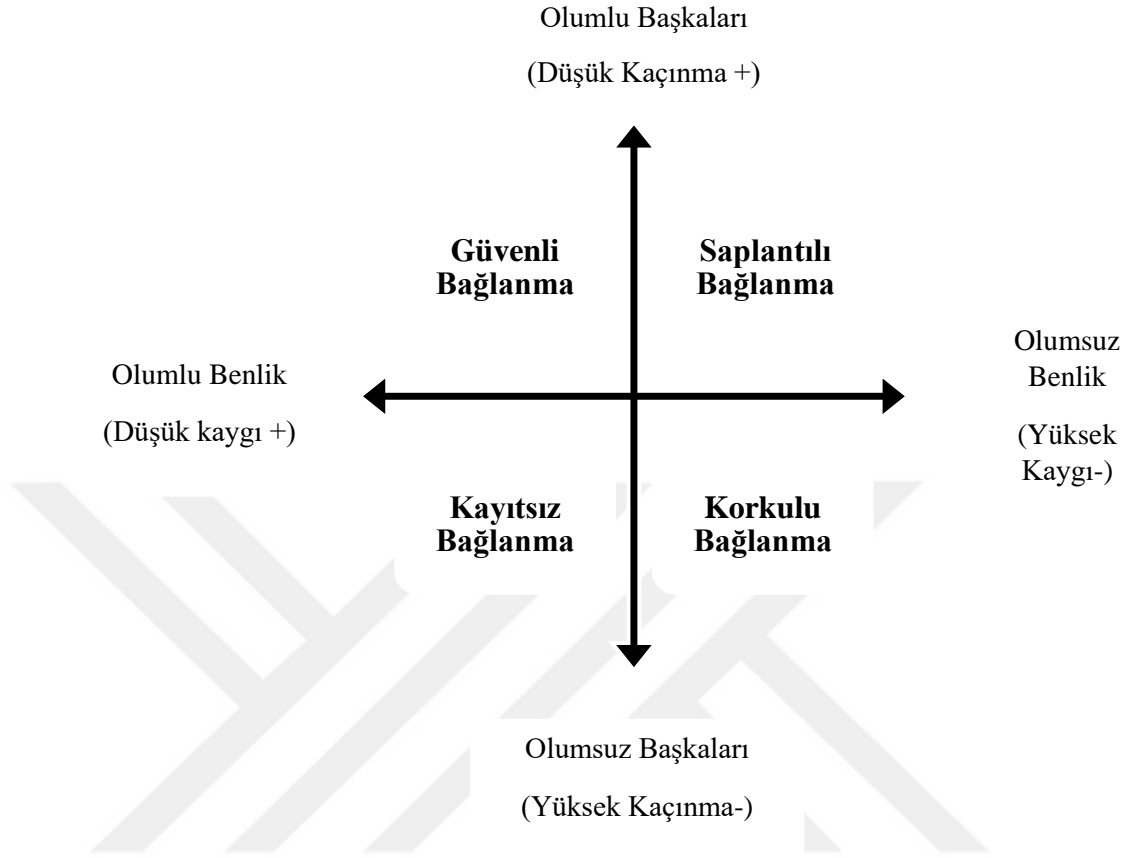 Olumlu Başkaları
(Düşük Kaçınma +)
Güvenli
Bağlanma
Saplantılı
Bağlanma
Olumlu Benlik
(Düşük kaygı +)
Olumsuz
Benlik
(Yüksek
Kaygı-)
Kayıtsız
Bağlanma
Korkulu
Bağlanma
Olumsuz Başkaları
(Yüksek Kaçınma-)